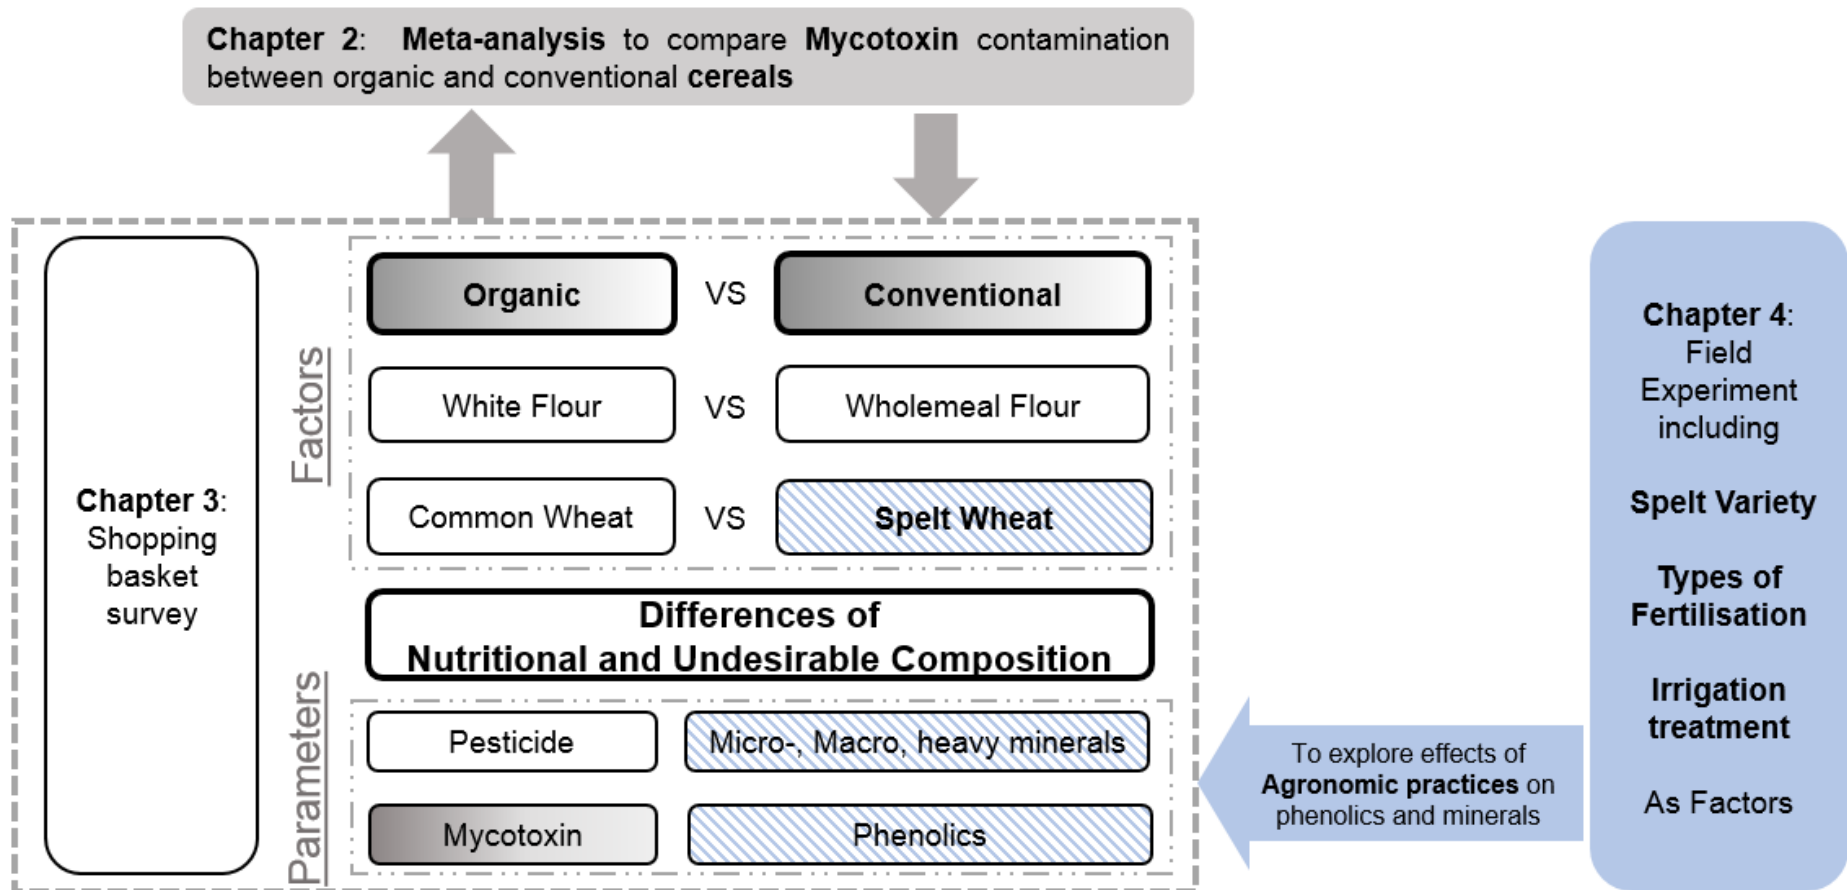 Chapter 2: Meta-analysis to compare Mycotoxin contamination
between organic and conventional cereals
Chapter 3:
Shopping
basket
survey
Factors
Organic VS Conventional
White Flour VS Wholemeal Flour
Common Wheat VS Spelt Wheat
Differences of
Nutritional and Undesirable Composition
Parameters
Pesticide Micro-, Macro, heavy minerals
Mycotoxin Phenolics
To explore effects of
Agronomic practices on
phenolics and minerals
Chapter 4:
Field
Experiment
including
Spelt Variety
Types of
Fertilisation
Irrigation
treatment
As Factors